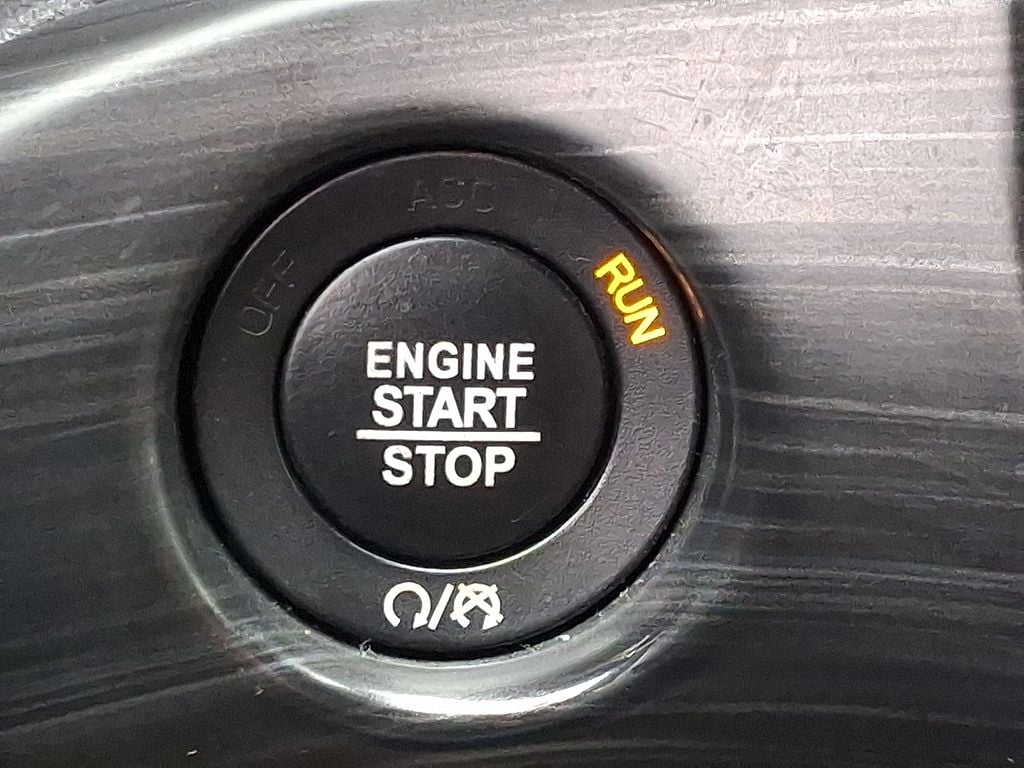 ACC
OFF
RUN
ENGINE
START
STOP